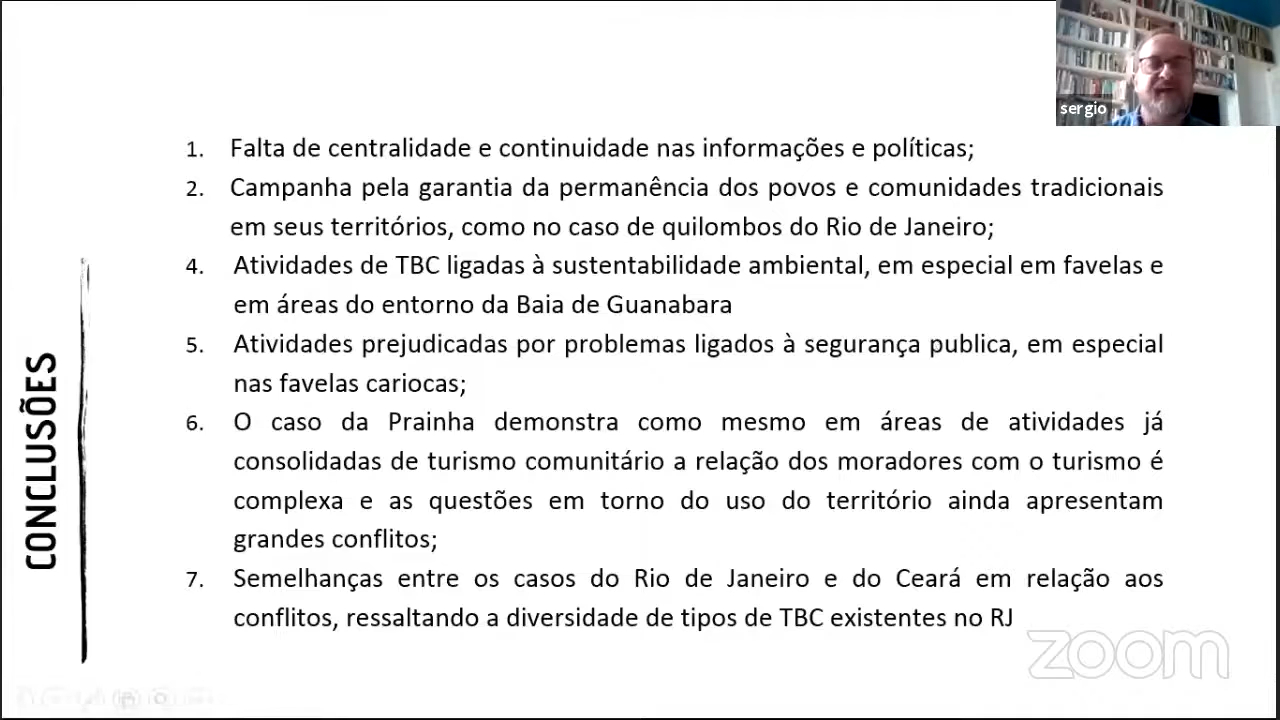 sergio
1. Falta de centralidade e continuidade nas informações e políticas;
2. Campanha pela garantia da permanência dos povos e comunidades tradicionais
em seus territórios, como no caso de quilombos do Rio de Janeiro;
4. Atividades de TBC ligadas à sustentabilidade ambiental, em especial em favelas e
em áreas do entorno da Baia de Guanabara
5. Atividades prejudicadas por problemas ligados à segurança publica, em especial
nas favelas cariocas;
6. O caso da Prainha demonstra como mesmo em áreas de atividades já
consolidadas de turismo comunitário a relação dos moradores com o turismo é
complexa e as questões em torno do uso do território ainda apresentam
grandes conflitos;
7. Semelhanças entre os casos do Rio de Janeiro e do Ceará em relação aos
conflitos, ressaltando a diversidade de tipos de TBC existentes no RJ
CONCLUSÕES
zoom